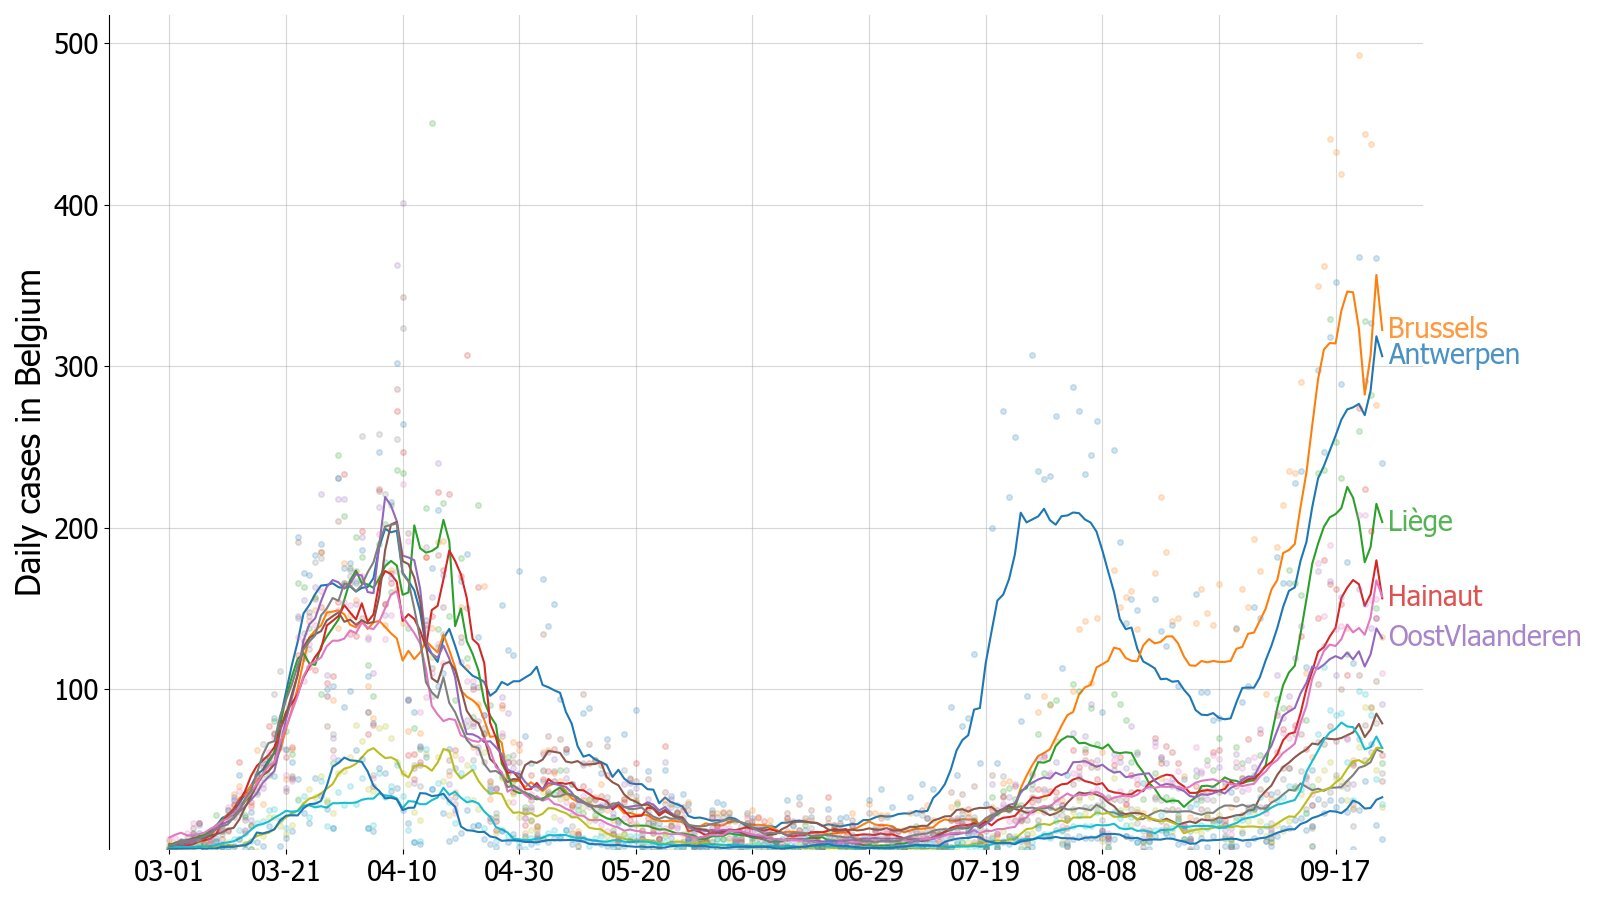 Daily cases in Belgium
500
400
300
200
100
Brussels
Antwerpen
Liège
Hainaut
OostVlaanderen
03-01 03-21 04-10 04-30 05-20 06-09 06-29 07-19 08-08 08-28 09-17